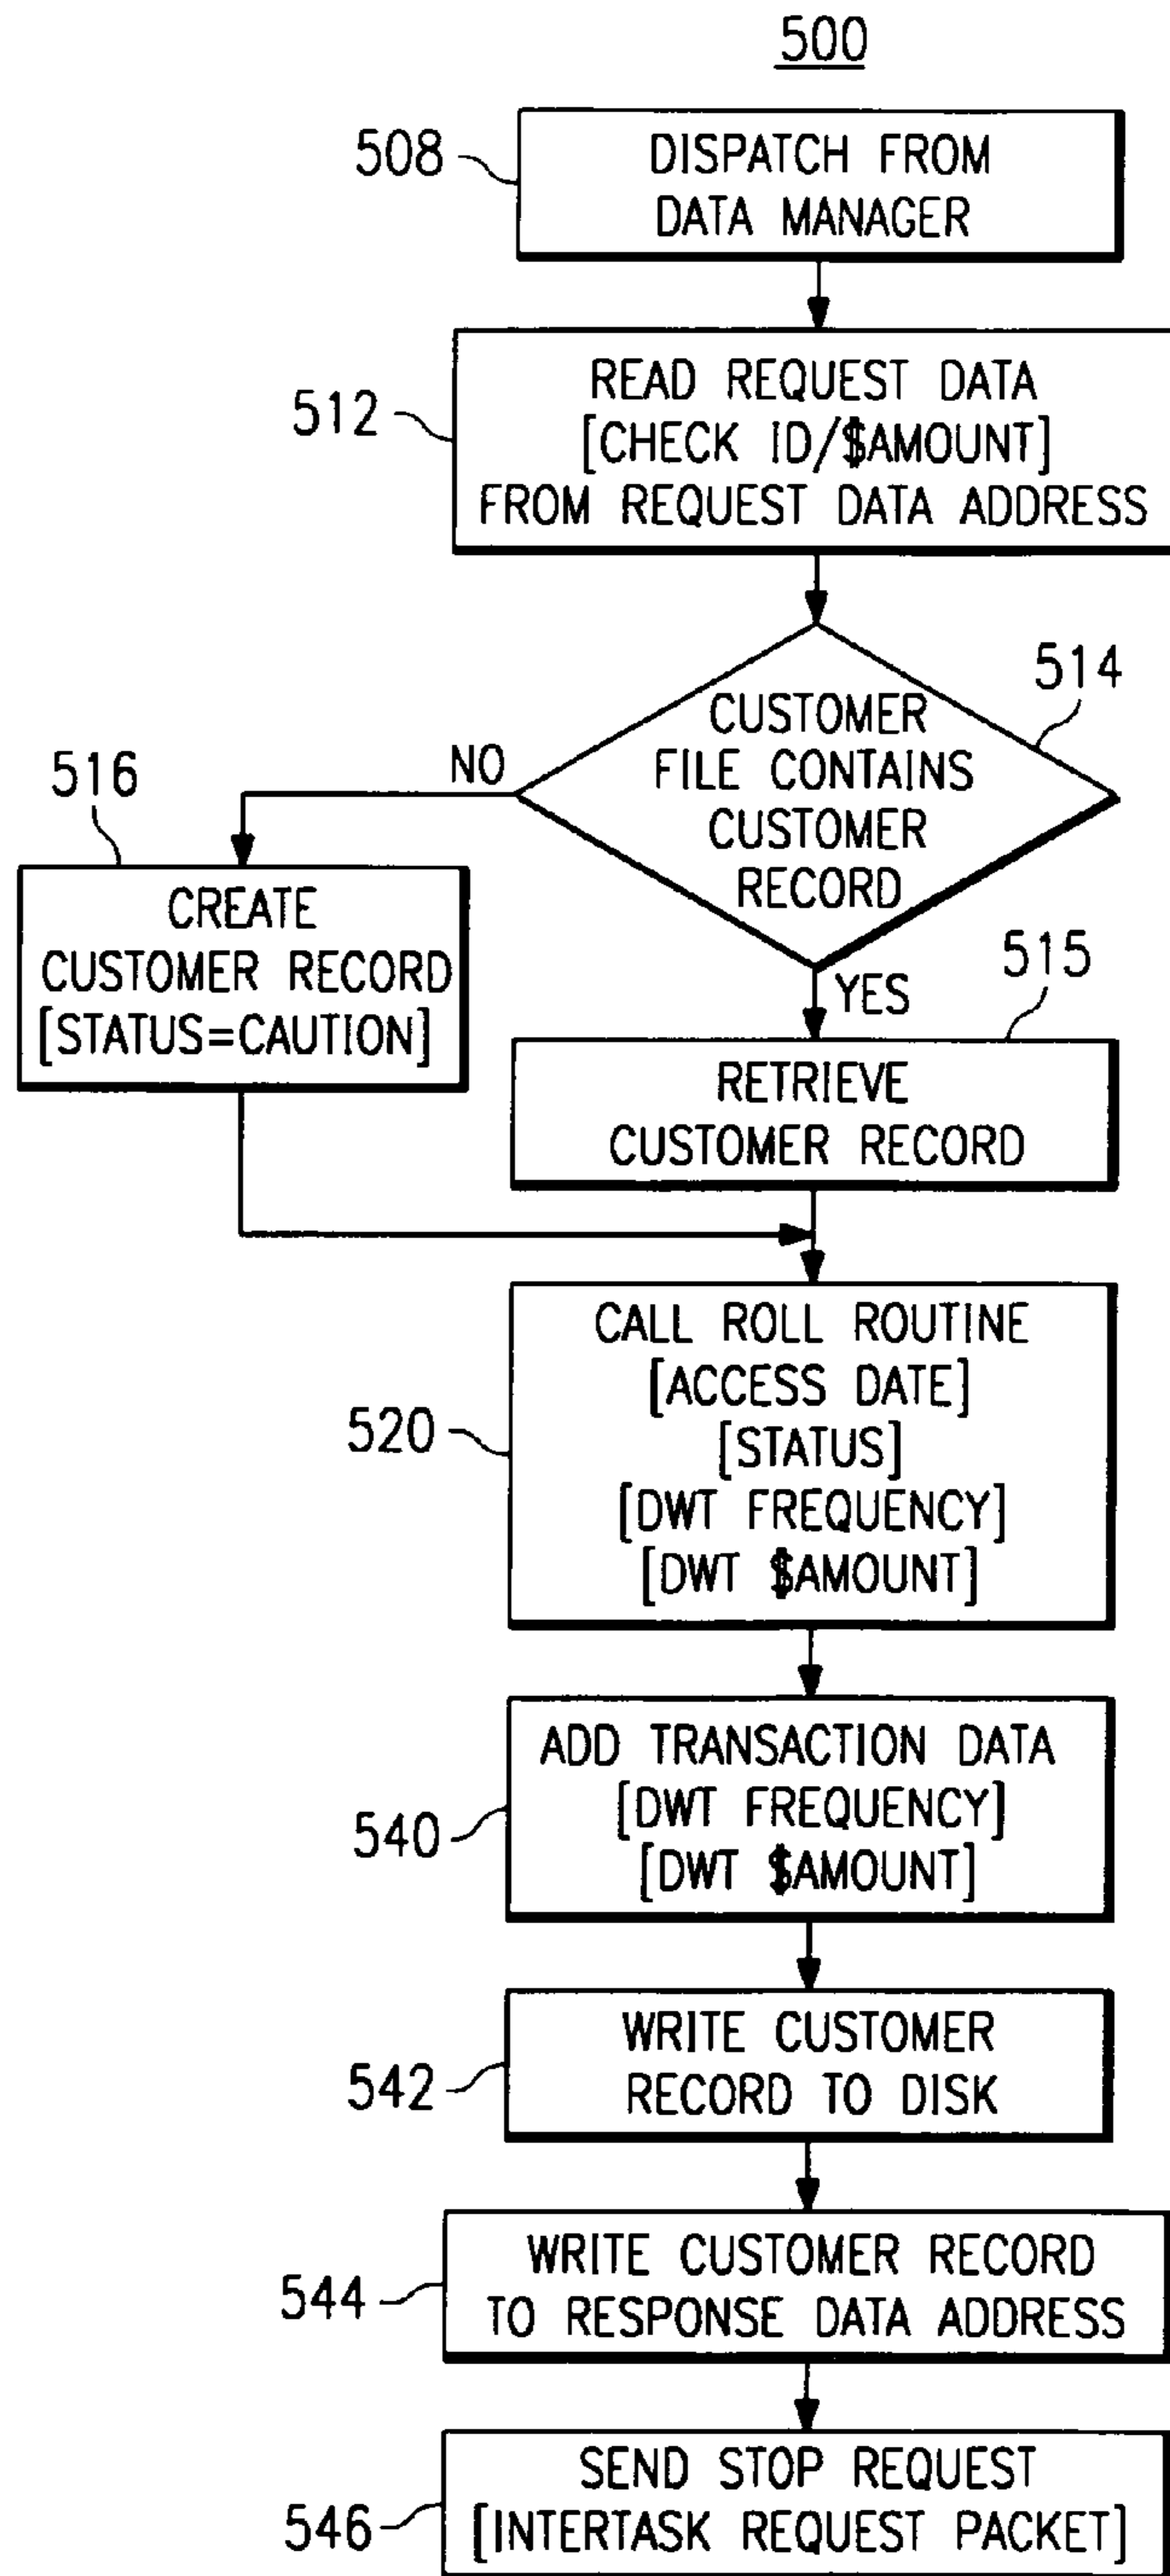 500
508
DISPATCH FROM
DATA MANAGER
512
READ REQUEST DATA
[CHECK ID/$AMOUNT]
FROM REQUEST DATA ADDRESS
514
CUSTOMER
FILE CONTAINS
CUSTOMER
RECORD
NO
516
CREATE
CUSTOMER RECORD
[STATUS=CAUTION]
YES
515
RETRIEVE
CUSTOMER RECORD
520
CALL ROLL ROUTINE
[ACCESS DATE]
[STATUS]
[DWT FREQUENCY]
[DWT $AMOUNT]
540
ADD TRANSACTION DATA
[DWT FREQUENCY]
[DWT $AMOUNT]
542
WRITE CUSTOMER
RECORD TO DISK
544
WRITE CUSTOMER RECORD
TO RESPONSE DATA ADDRESS
546
SEND STOP REQUEST
[INTERTASK REQUEST PACKET]